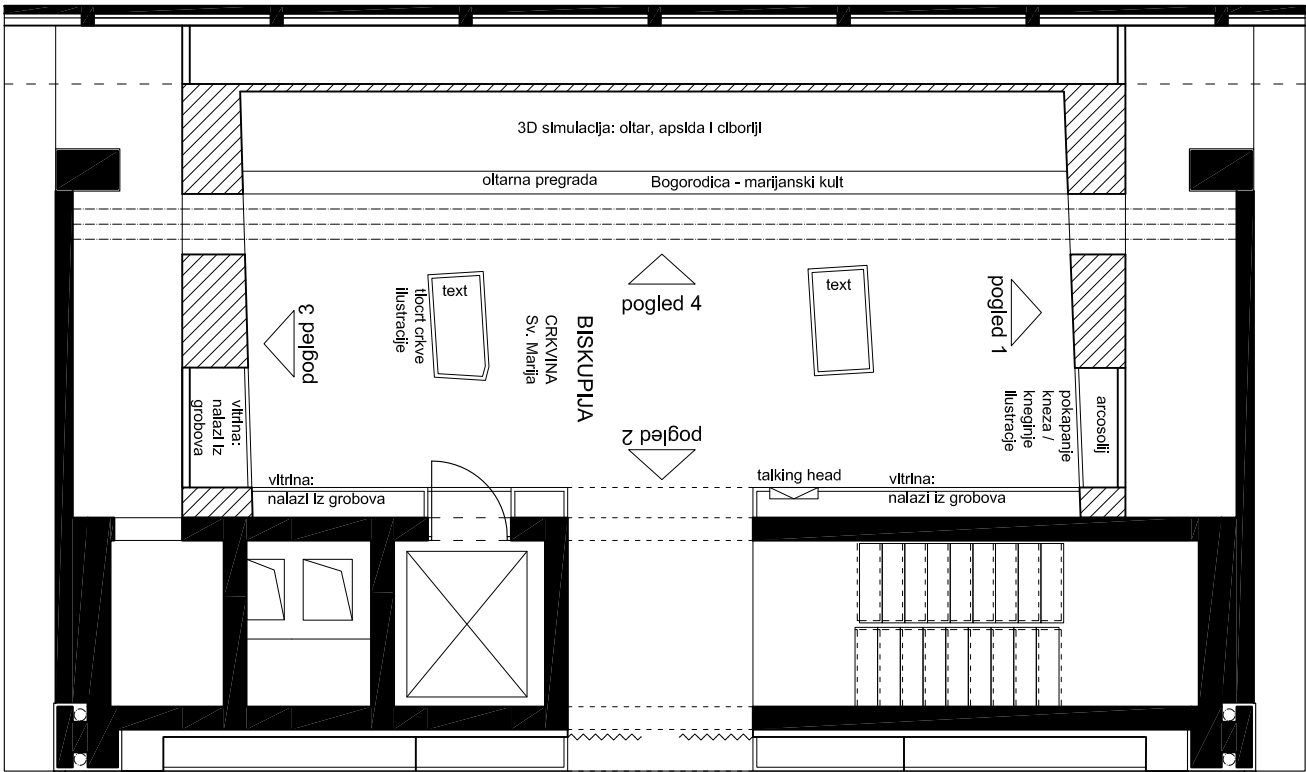 3D simulacija: oltar, apsida i ciboriji
oltarna pregrada
Bogorodica - marijanski kult
pogled 3
tlocrt crkve
ilustracije
text
BISKUPIJA
CRKVINA
Sv. Marija
pogled 4
text
pogled 1
pogled 2
vitrina:
nalazi iz
grobova
arcosolij
pokapanje
kneza /
kneginje
ilustracje
vitrina:
nalazi iz grobova
talking head
vitrina:
nalazi iz grobova